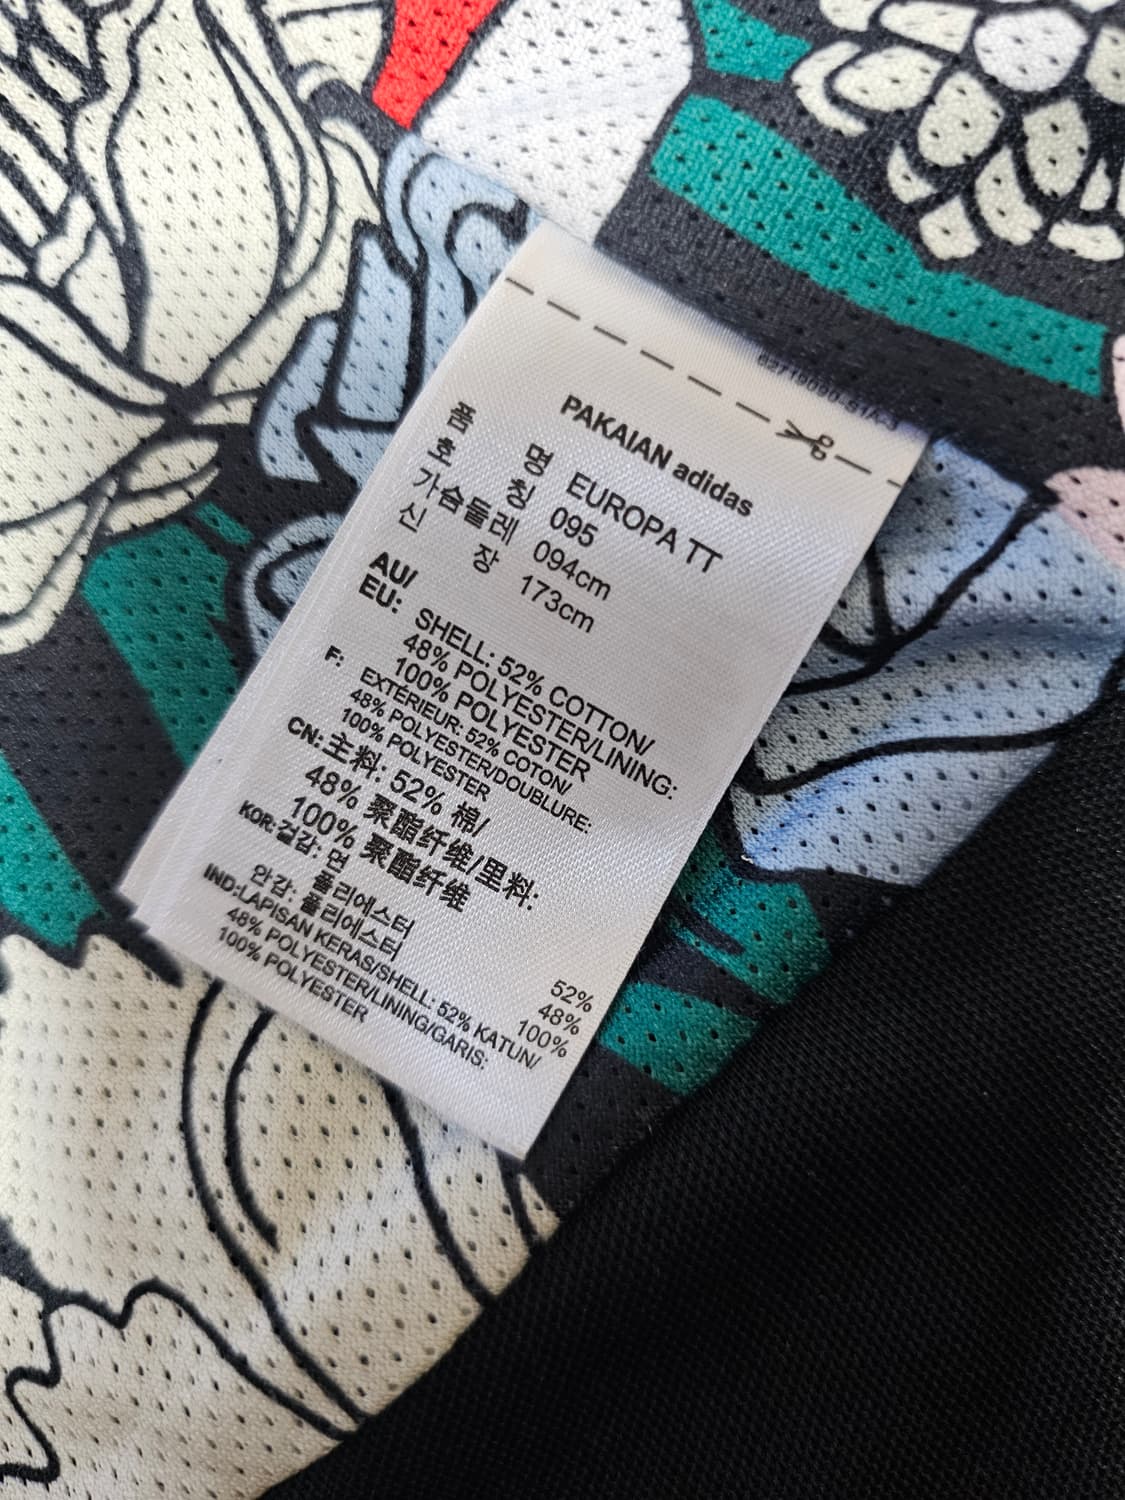 PAKAIAN adidas
품 명 EUROPA TT
호 칭 095
가슴둘레 094cm
신 장 173cm
AU/
EU: SHELL: 52% COTTON/
48% POLYESTER/LINING:
100% POLYESTER
F: EXTÉRIEUR: 52% COTON/
48% POLYESTER/DOUBLURE:
100% POLYESTER
CN: 主料: 52% 棉/
48% 聚酯纤维/里料:
100% 聚酯纤维
KOR: 겉감: 면 52%
폴리에스터 48%
안감: 폴리에스터 100%
IND:LAPISAN KERAS/SHELL: 52% KATUN/
48% POLYESTER/LINING/GARIS:
100% POLYESTER